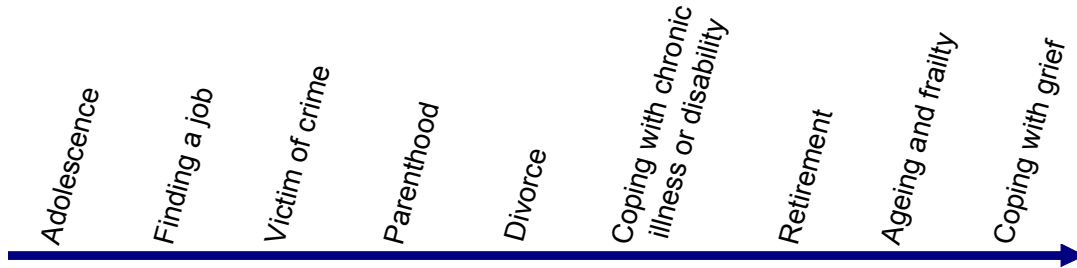 Adolescence
Finding a job
Victim of crime
Parenthood
Divorce
Coping with chronic
illness or disability
Retirement
Ageing and frailty
Coping with grief